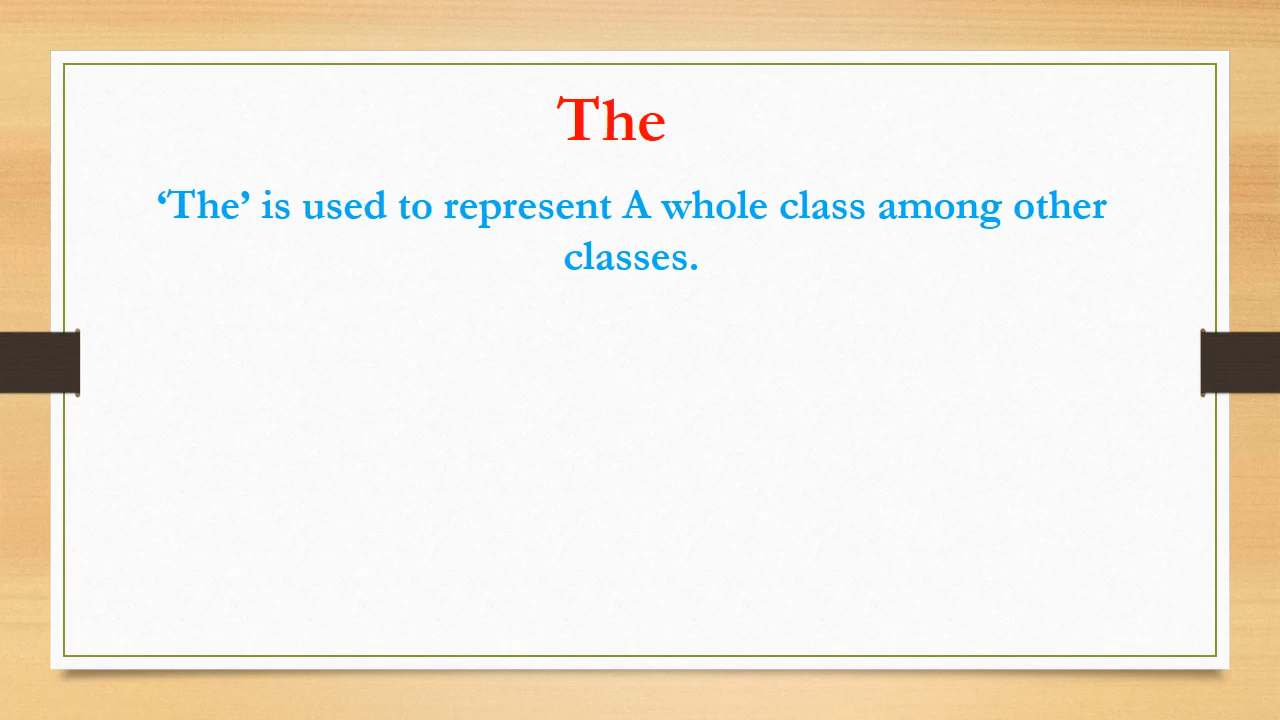 The
‘The’ is used to represent A whole class among other
classes.